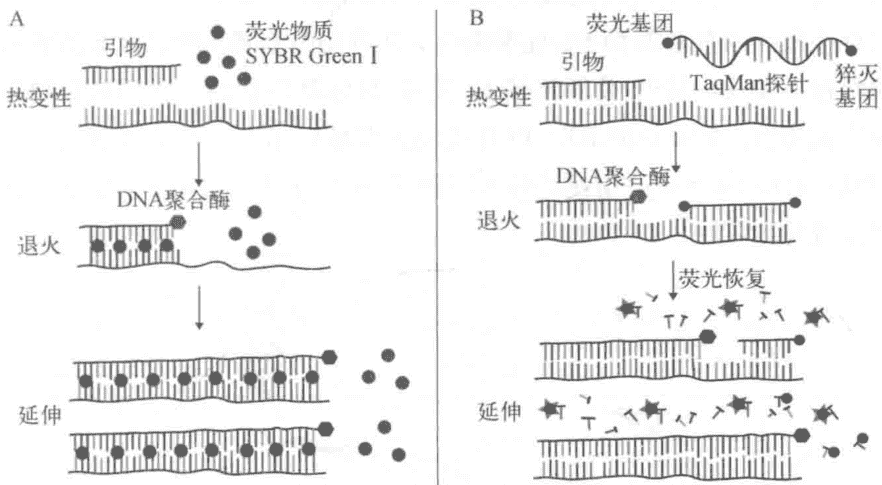 A
引物
荧光物质
SYBR Green I
热变性
DNA聚合酶
退火
延伸
B
荧光基团
引物
TaqMan探针
猝灭
基团
热变性
DNA聚合酶
退火
荧光恢复
延伸